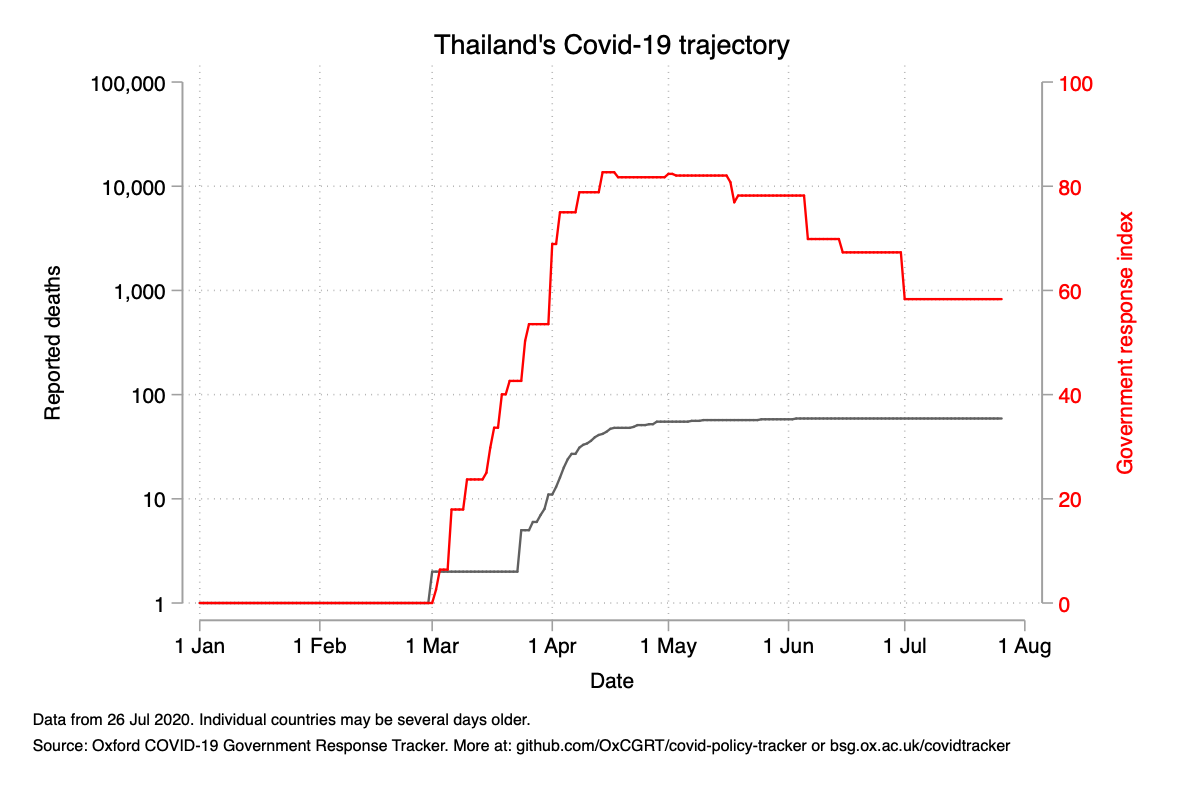 Thailand's Covid-19 trajectory
100,000
10,000
1,000
100
10
1
Reported deaths
100
80
60
40
20
0
Government response index
1 Jan 1 Feb 1 Mar 1 Apr 1 May 1 Jun 1 Jul 1 Aug
Date
Data from 26 Jul 2020. Individual countries may be several days older.
Source: Oxford COVID-19 Government Response Tracker. More at: github.com/OxCGRT/covid-policy-tracker or bsg.ox.ac.uk/covidtracker